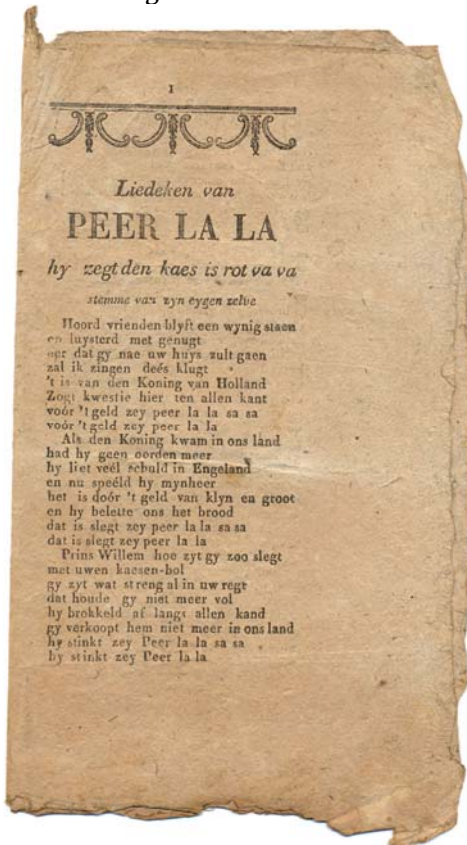 1
Liedeken van
PEER LA LA
hy zegt den kaes is rot va va
stemme van zyn eygen zelve
Hoord vrienden blyft een wynig staen
en luysterd met genugt
eer dat gy nae uw huys zult gaen
zal ik zingen deés klugt
't is van den Koning van Holland
Zogt kwestie hier ten allen kant
vóór 't geld zey peer la la sa sa
vóór 't geld zey peer la la
Als den Koning kwam in ons land
had hy geen oorden meer
hy liet veél schuld in Engeland
en nu speéld hy mynheer
het is doór 't geld van klyn en groot
en hy belette ons het brood
dat is slegt zey peer la la sa sa
dat is slegt zey peer la la
Prins Willem hoe zyt gy zoo slegt
met uwen kaesen-bol
gy zyt wat streng al in uw regt
dat houde gy niet meer vol
hy brokkeld af langs allen kand
gy verkoopt hem niet meer in ons land
hy stinkt zey Peer la la sa sa
hy stinkt zey Peer la la